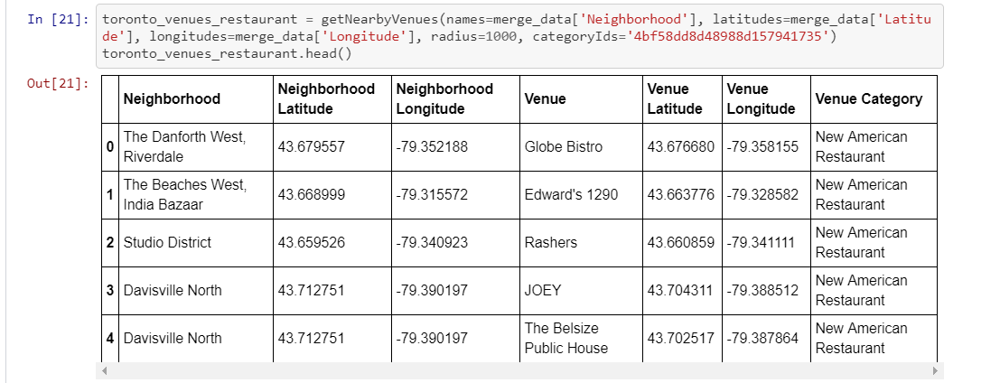 In [21]: toronto_venues_restaurant = getNearbyVenues(names=merge_data['Neighborhood'], latitudes=merge_data['Latitu
de'], longitudes=merge_data['Longitude'], radius=1000, categoryIds='4bf58dd8d48988d157941735')
toronto_venues_restaurant.head()
Out[21]:
Neighborhood Neighborhood Latitude Neighborhood Longitude Venue Venue Latitude Venue Longitude Venue Category
0 The Danforth West, Riverdale 43.679557 -79.352188 Globe Bistro 43.676680 -79.358155 New American Restaurant
1 The Beaches West, India Bazaar 43.668999 -79.315572 Edward's 1290 43.663776 -79.328582 New American Restaurant
2 Studio District 43.659526 -79.340923 Rashers 43.660859 -79.341111 New American Restaurant
3 Davisville North 43.712751 -79.390197 JOEY 43.704311 -79.388512 New American Restaurant
4 Davisville North 43.712751 -79.390197 The Belsize Public House 43.702517 -79.387864 New American Restaurant